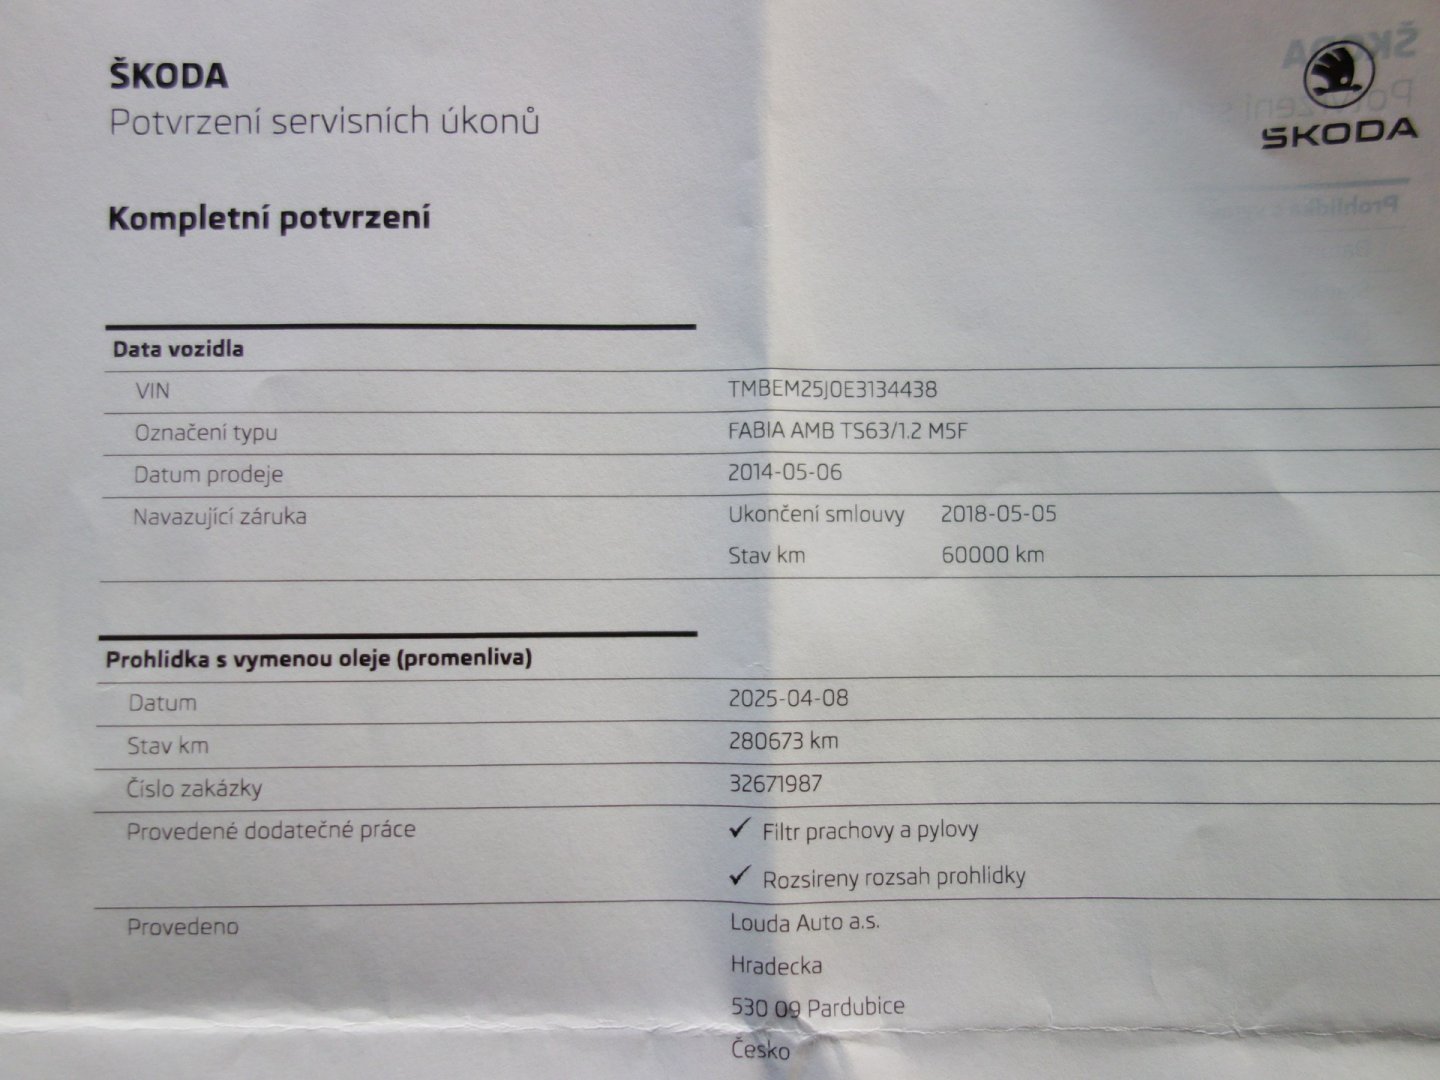 ŠKODA
Potvrzení servisních úkonů
ŠKODA
Kompletní potvrzení
Data vozidla
VIN TMBEM25J0E3134438
Označení typu FABIA AMB TS63/1.2 M5F
Datum prodeje 2014-05-06
Navazující záruka Ukončení smlouvy 2018-05-05
Stav km 60000 km
Prohlidka s vymenou oleje (promenliva)
Datum 2025-04-08
Stav km 280673 km
Číslo zakázky 32671987
Provedené dodatečné práce ✓ Filtr prachovy a pylovy
✓ Rozsireny rozsah prohlidky
Provedeno Louda Auto a.s.
Hradecka
530 09 Pardubice
Česko